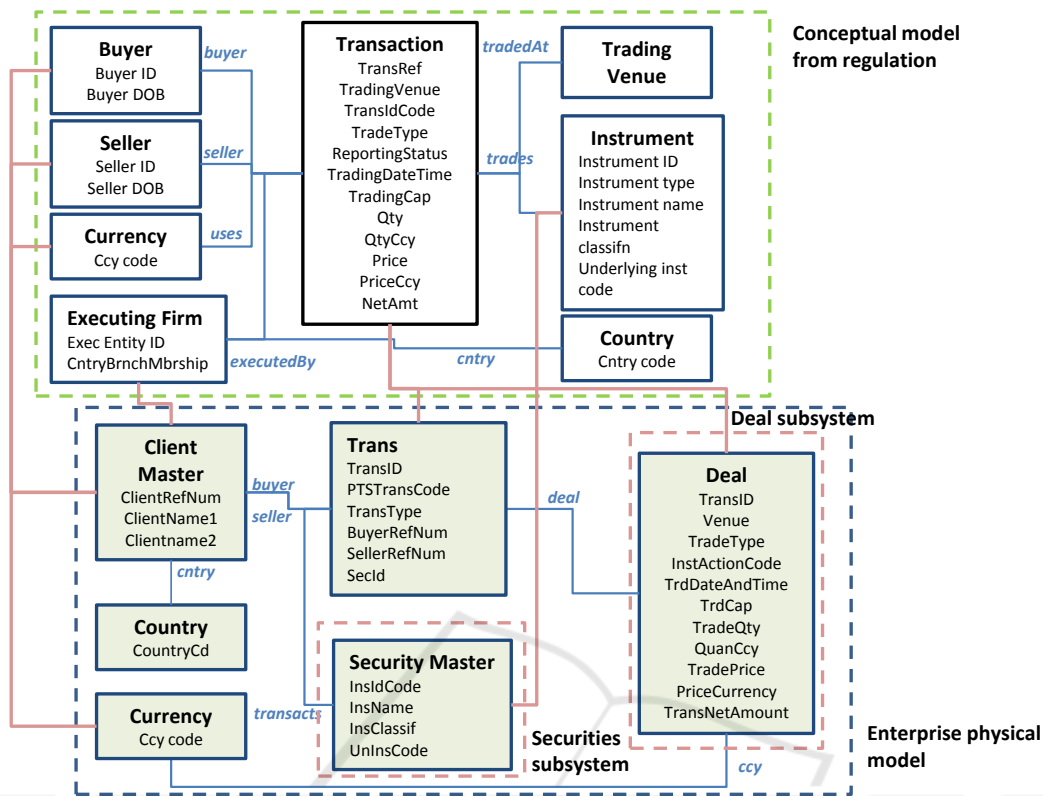 Buyer
Buyer ID
Buyer DOB
buyer
Transaction
TransRef
TradingVenue
TransIdCode
TradeType
ReportingStatus
TradingDateTime
TradingCap
Qty
QtyCcy
Price
PriceCcy
NetAmt
tradedAt
Trading
Venue
Conceptual model
from regulation
Seller
Seller ID
Seller DOB
seller
trades
Instrument
Instrument ID
Instrument type
Instrument name
Instrument
classifn
Underlying inst
code
Currency
Ccy code
uses
Executing Firm
Exec Entity ID
CntryBrnchMbrship
executedBy
cntry
Country
Cntry code
Deal subsystem
Client
Master
ClientRefNum
ClientName1
Clientname2
buyer
seller
Trans
TransID
PTSTransCode
TransType
BuyerRefNum
SellerRefNum
SecId
deal
Deal
TransID
Venue
TradeType
InstActionCode
TrdDateAndTime
TrdCap
TradeQty
QuanCcy
TradePrice
PriceCurrency
TransNetAmount
cntry
Country
CountryCd
Security Master
InsIdCode
InsName
InsClassif
UnInsCode
Currency
Ccy code
transacts
Securities
subsystem
ccy
Enterprise physical
model